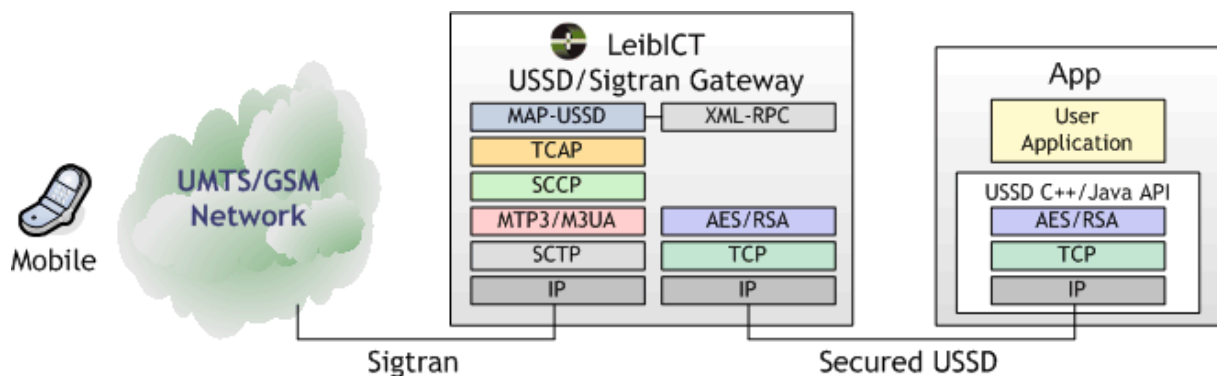 Mobile
UMTS/GSM
Network
Sigtran
LeibICT
USSD/Sigtran Gateway
MAP-USSD
TCAP
SCCP
MTP3/M3UA
SCTP
IP
XML-RPC
AES/RSA
TCP
IP
Secured USSD
App
User
Application
USSD C++/Java API
AES/RSA
TCP
IP